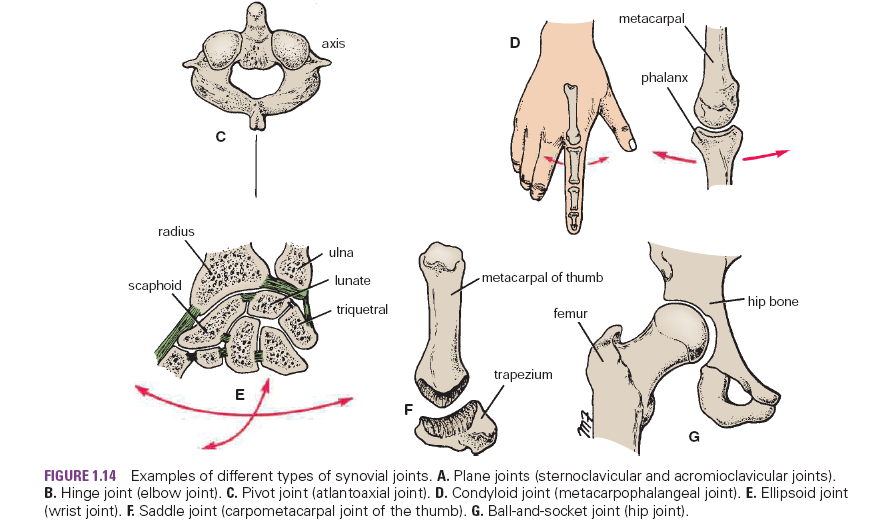 axis
C
D
metacarpal
phalanx
radius
ulna
scaphoid
lunate
triquetral
E
metacarpal of thumb
trapezium
F
femur
hip bone
G
FIGURE 1.14 Examples of different types of synovial joints. A. Plane joints (sternoclavicular and acromioclavicular joints).
B. Hinge joint (elbow joint). C. Pivot joint (atlantoaxial joint). D. Condyloid joint (metacarpophalangeal joint). E. Ellipsoid joint
(wrist joint). F. Saddle joint (carpometacarpal joint of the thumb). G. Ball-and-socket joint (hip joint).